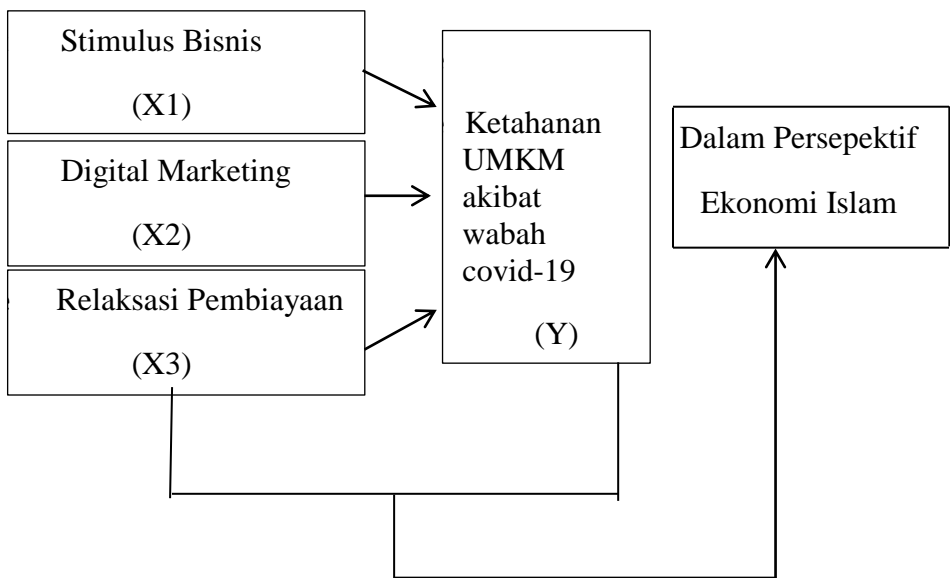 Stimulus Bisnis
(X1)
Digital Marketing
(X2)
Relaksasi Pembiayaan
(X3)
Ketahanan
UMKM
akibat
wabah
covid-19
(Y)
Dalam Persepektif
Ekonomi Islam